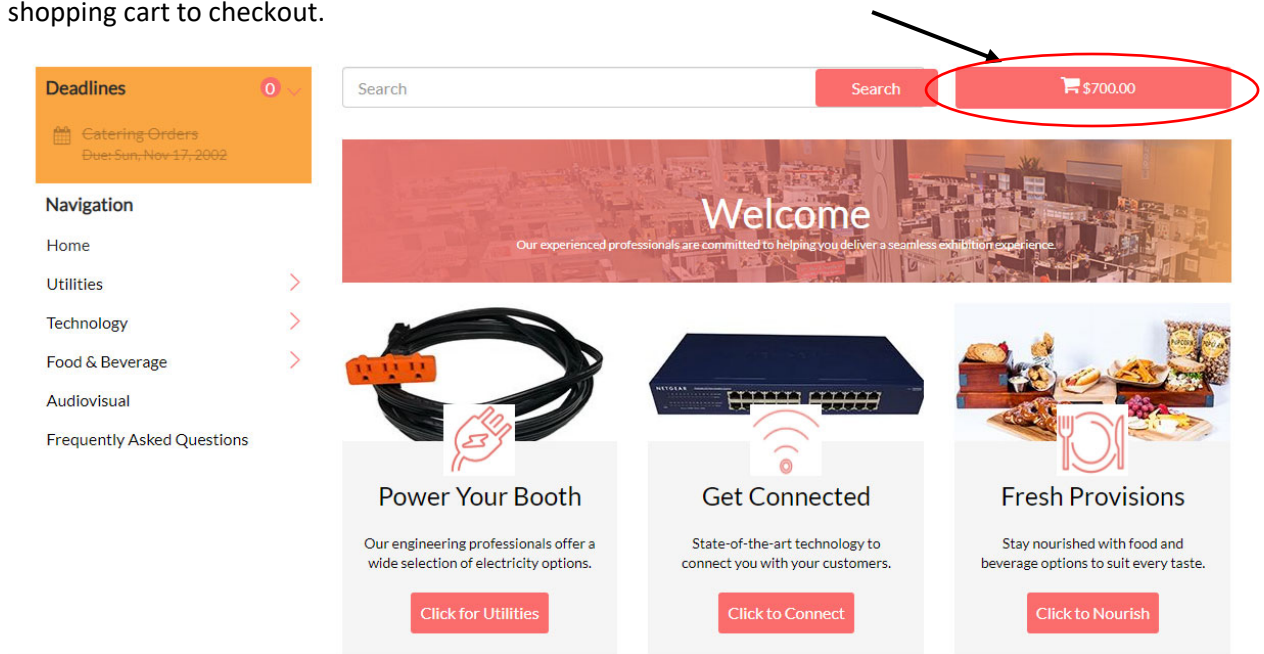 shopping cart to checkout.
Deadlines 0
Catering Orders
Due: Sun, Nov 17, 2002
Search Search
$700.00
Navigation
Home
Utilities
Technology
Food & Beverage
Audiovisual
Frequently Asked Questions
Welcome
Our experienced professionals are committed to helping you deliver a seamless exhibition experience.
NETGEAR
POPCORN
Power Your Booth
Our engineering professionals offer a
wide selection of electricity options.
Click for Utilities
Get Connected
State-of-the-art technology to
connect you with your customers.
Click to Connect
Fresh Provisions
Stay nourished with food and
beverage options to suit every taste.
Click to Nourish